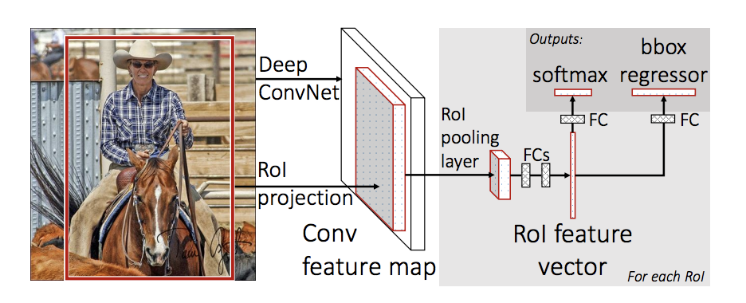 Outputs:
bbox
softmax regressor
Deep
ConvNet
RoI
projection
Conv
feature map
RoI
pooling
layer
FCs
FC
FC
RoI feature
vector
For each RoI